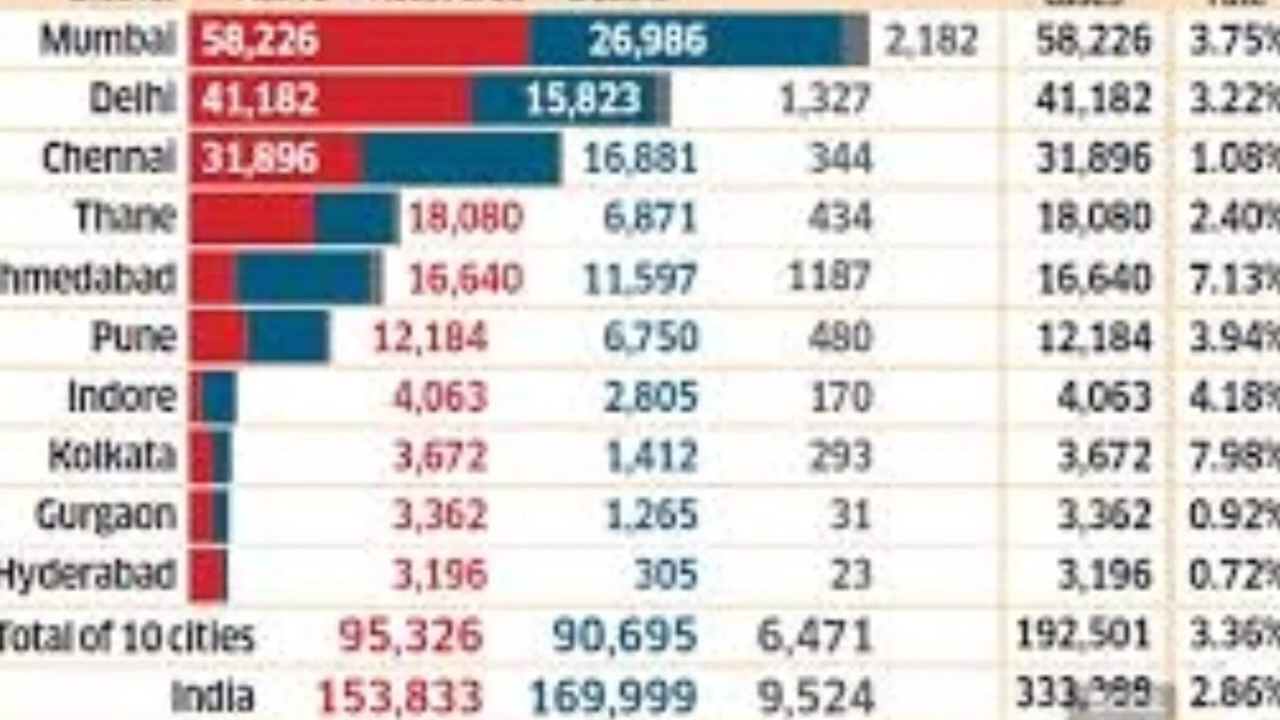 Mumbai 58,226 26,986 2,182 58,226 3.75%
Delhi 41,182 15,823 1,327 41,182 3.22%
Chennai 31,896 16,881 344 31,896 1.08%
Thane 18,080 6,871 434 18,080 2.40%
hmedabad 16,640 11,597 1187 16,640 7.13%
Pune 12,184 6,750 480 12,184 3.94%
Indore 4,063 2,805 170 4,063 4.18%
Kolkata 3,672 1,412 293 3,672 7.98%
Gurgaon 3,362 1,265 31 3,362 0.92%
Hyderabad 3,196 305 23 3,196 0.72%
Total of 10 cities 95,326 90,695 6,471 192,501 3.36%
India 153,833 169,999 9,524 2.86%